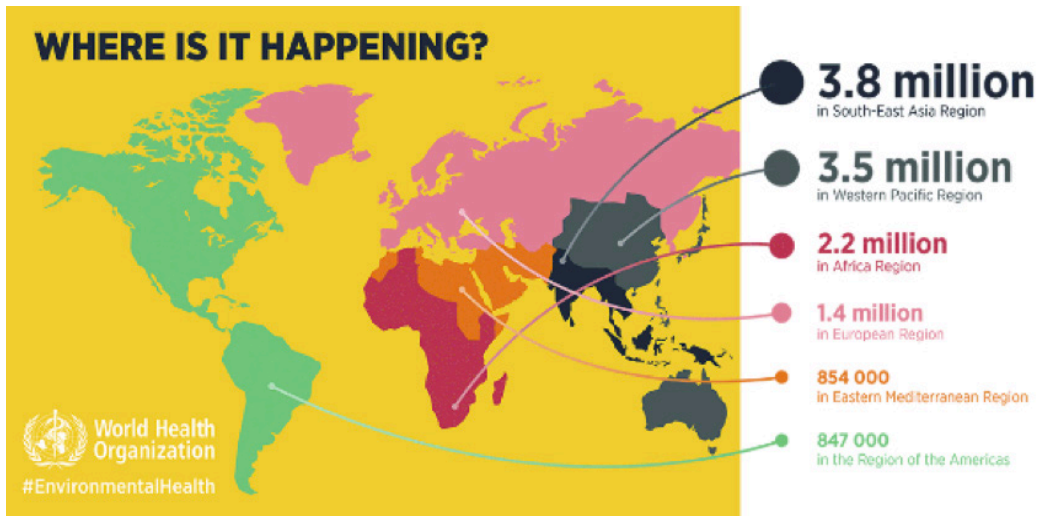 WHERE IS IT HAPPENING?
3.8 million
in South-East Asia Region
3.5 million
in Western Pacific Region
2.2 million
in Africa Region
1.4 million
in European Region
854 000
in Eastern Mediterranean Region
847 000
in the Region of the Americas
World Health
Organization
#EnvironmentalHealth